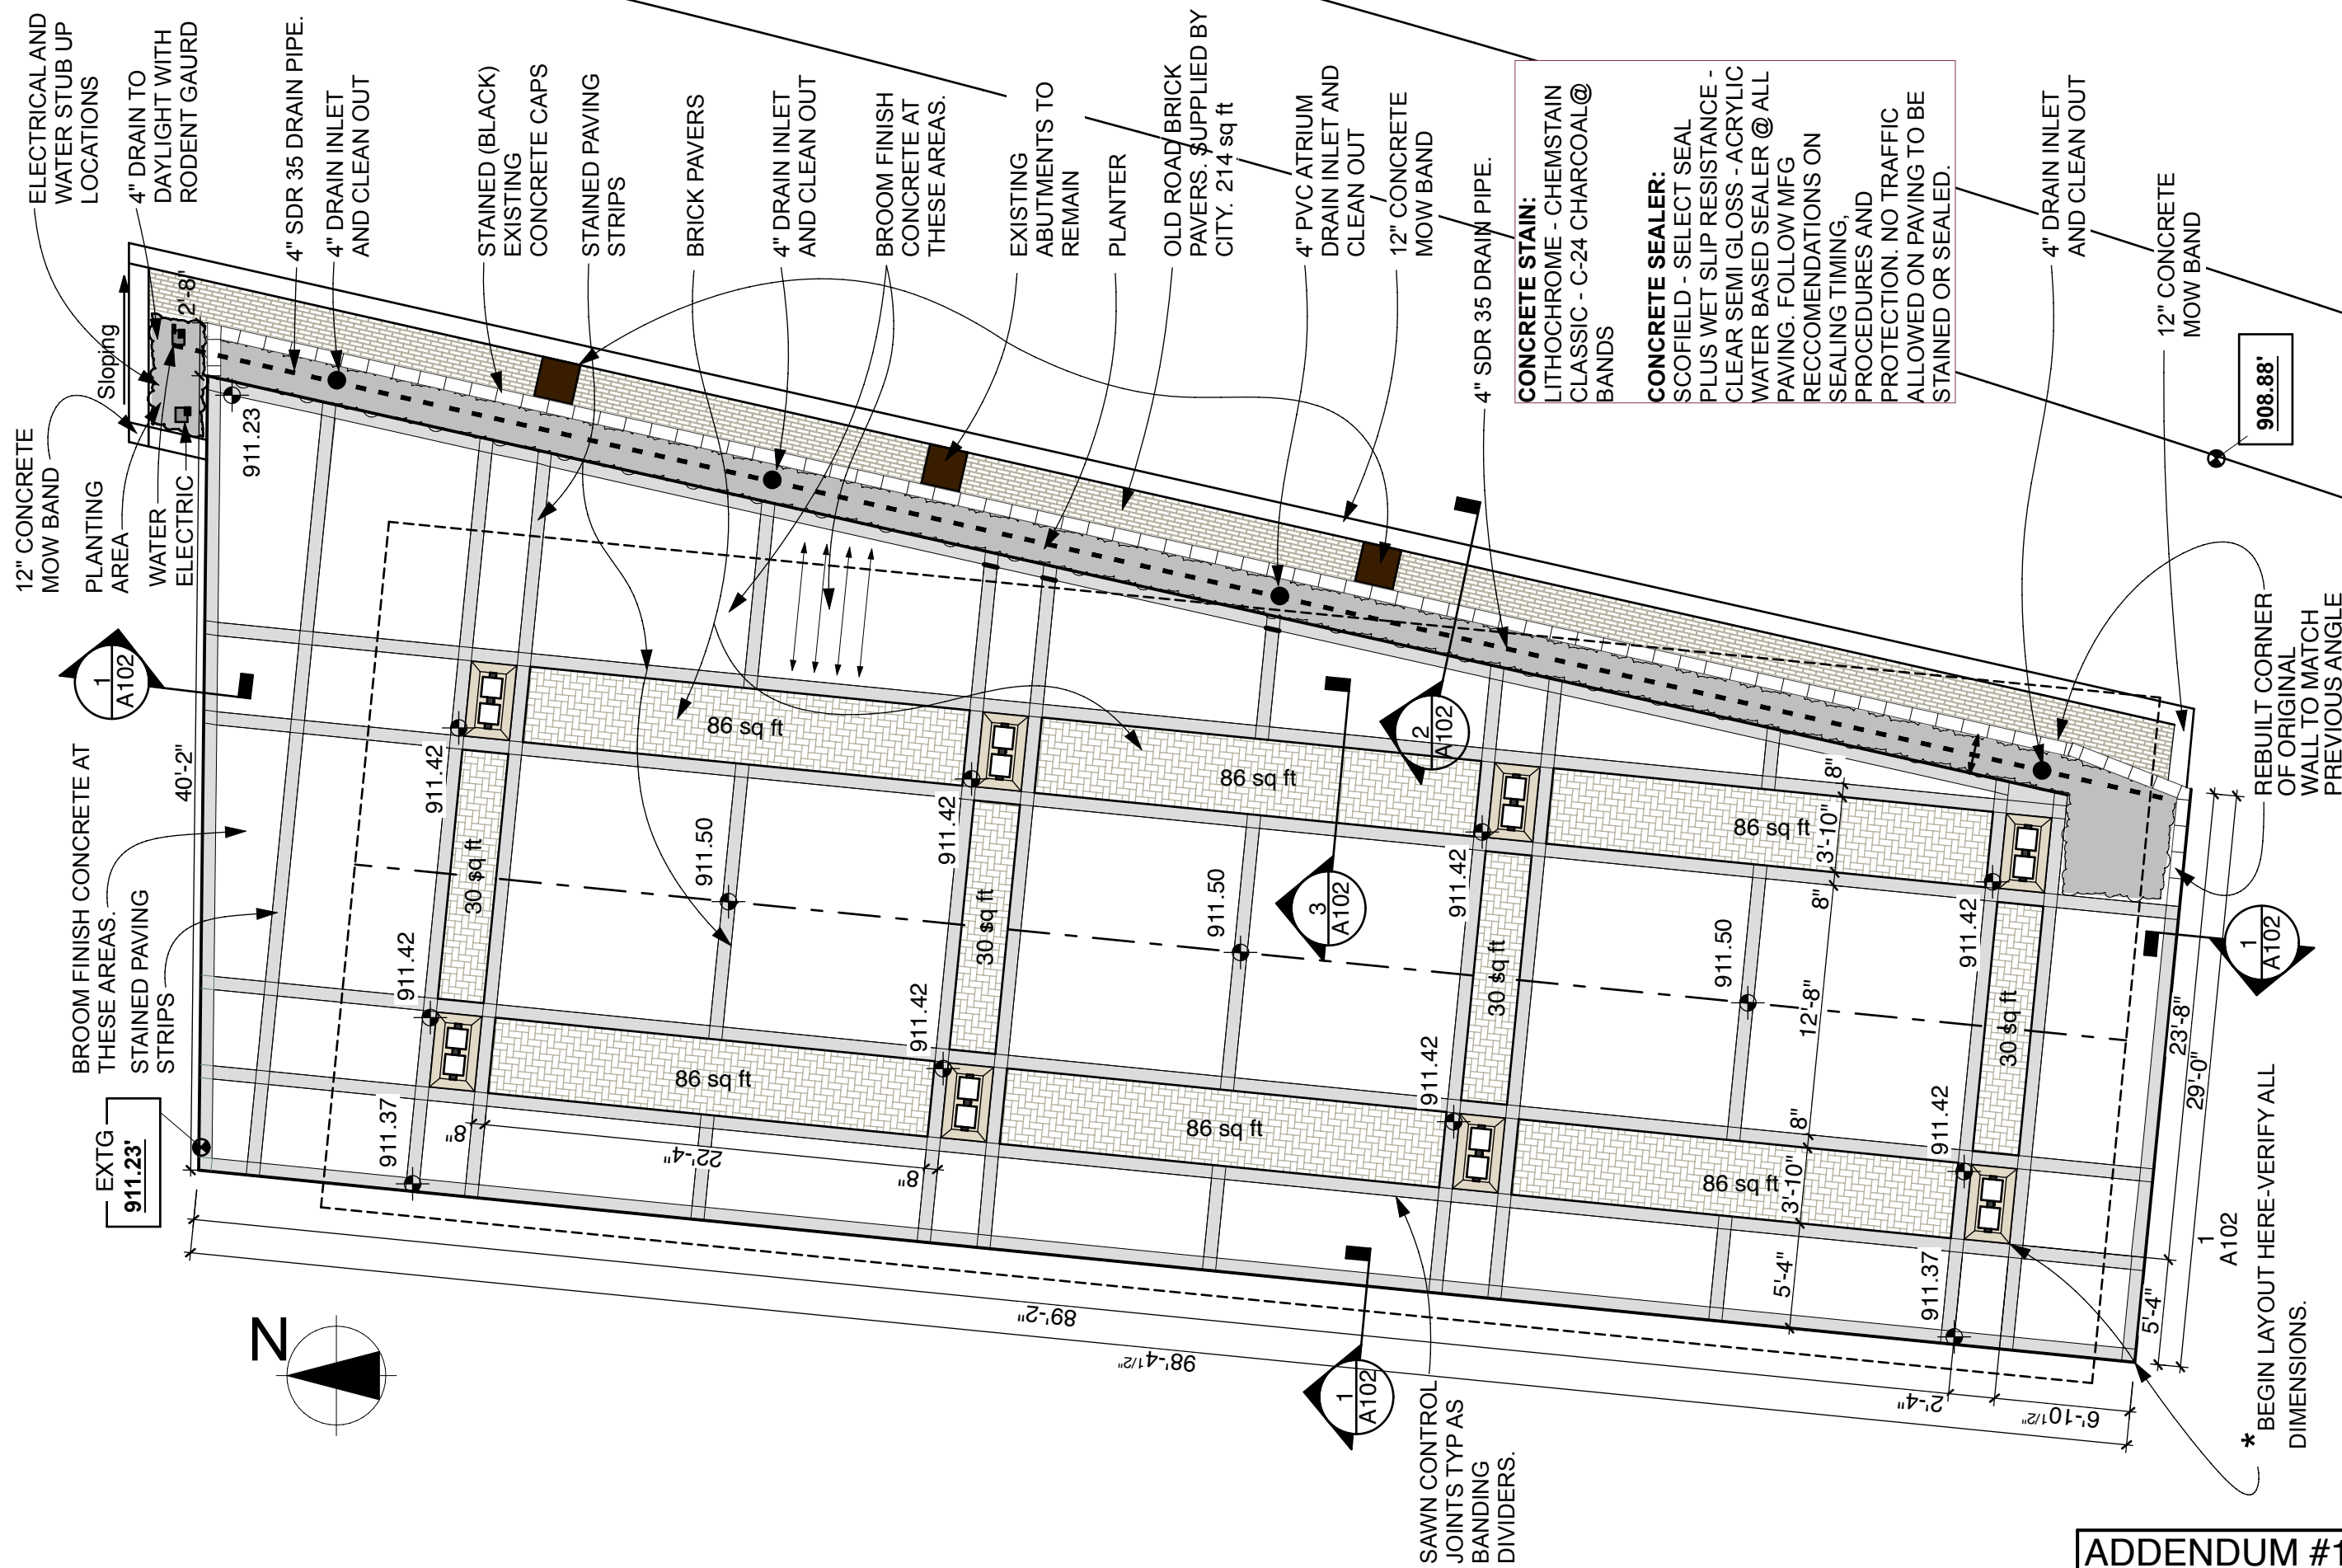 ELECTRICAL AND
WATER STUB UP
LOCATIONS
4" DRAIN TO
DAYLIGHT WITH
RODENT GAURD
4" SDR 35 DRAIN PIPE.
4" DRAIN INLET
AND CLEAN OUT
STAINED (BLACK)
EXISTING
CONCRETE CAPS
STAINED PAVING
STRIPS
BRICK PAVERS
4" DRAIN INLET
AND CLEAN OUT
BROOM FINISH
CONCRETE AT
THESE AREAS.
EXISTING
ABUTMENTS TO
REMAIN
PLANTER
OLD ROAD BRICK
PAVERS. SUPPLIED BY
CITY. 2214 sq ft
4" PVC ATRIUM
DRAIN INLET AND
CLEAN OUT
12" CONCRETE
MOW BAND
4" SDR 35 DRAIN PIPE.
CONCRETE STAIN:
LITHOCHROME - CHEMSTAIN
CLASSIC - C-24 CHARCOAL@
BANDS
CONCRETE SEALER:
SCOFIELD - SELECT SEAL
PLUS WET SLIP RESISTANCE -
CLEAR SEMI GLOSS - ACRYLIC
WATER BASED SEALER @ ALL
PAVING. FOLLOW MFG
RECCOMENDATIONS ON
SEALING TIMING,
PROCEDURES AND
PROTECTION. NO TRAFFIC
ALLOWED ON PAVING TO BE
STAINED OR SEALED.
4" DRAIN INLET
AND CLEAN OUT
12" CONCRETE
MOW BAND
908.88'
Sloping
2'-8"
12" CONCRETE
MOW BAND
PLANTING
AREA
WATER
ELECTRIC
911.23
1
A102
40'-2"
BROOM FINISH CONCRETE AT
THESE AREAS.
STAINED PAVING
STRIPS
EXTG
911.23'
911.42
86 sq ft
911.42
86 sq ft
911.42
86 sq ft
911.42
8"
3'-10"
8"
30 sq ft
911.50
30 sq ft
911.50
30 sq ft
911.50
30 sq ft
12'-8"
2
A102
3
A102
1
A102
REBUILT CORNER
OF ORIGINAL
WALL TO MATCH
PREVIOUS ANGLE
911.42
911.42
911.42
911.42
911.37
86 sq ft
86 sq ft
86 sq ft
8"
3'-10"
5'-4"
911.37
8"
22'-4"
8"
23'-8"
29'-0"
5'-4"
1
A102
N
89'-2"
98'-4 1/2"
2'-4"
6'-10 1/2"
1
A102
SAWN CONTROL
JOINTS TYP AS
BANDING
DIVIDERS.
* BEGIN LAYOUT HERE-VERIFY ALL
DIMENSIONS.
ADDENDUM #1